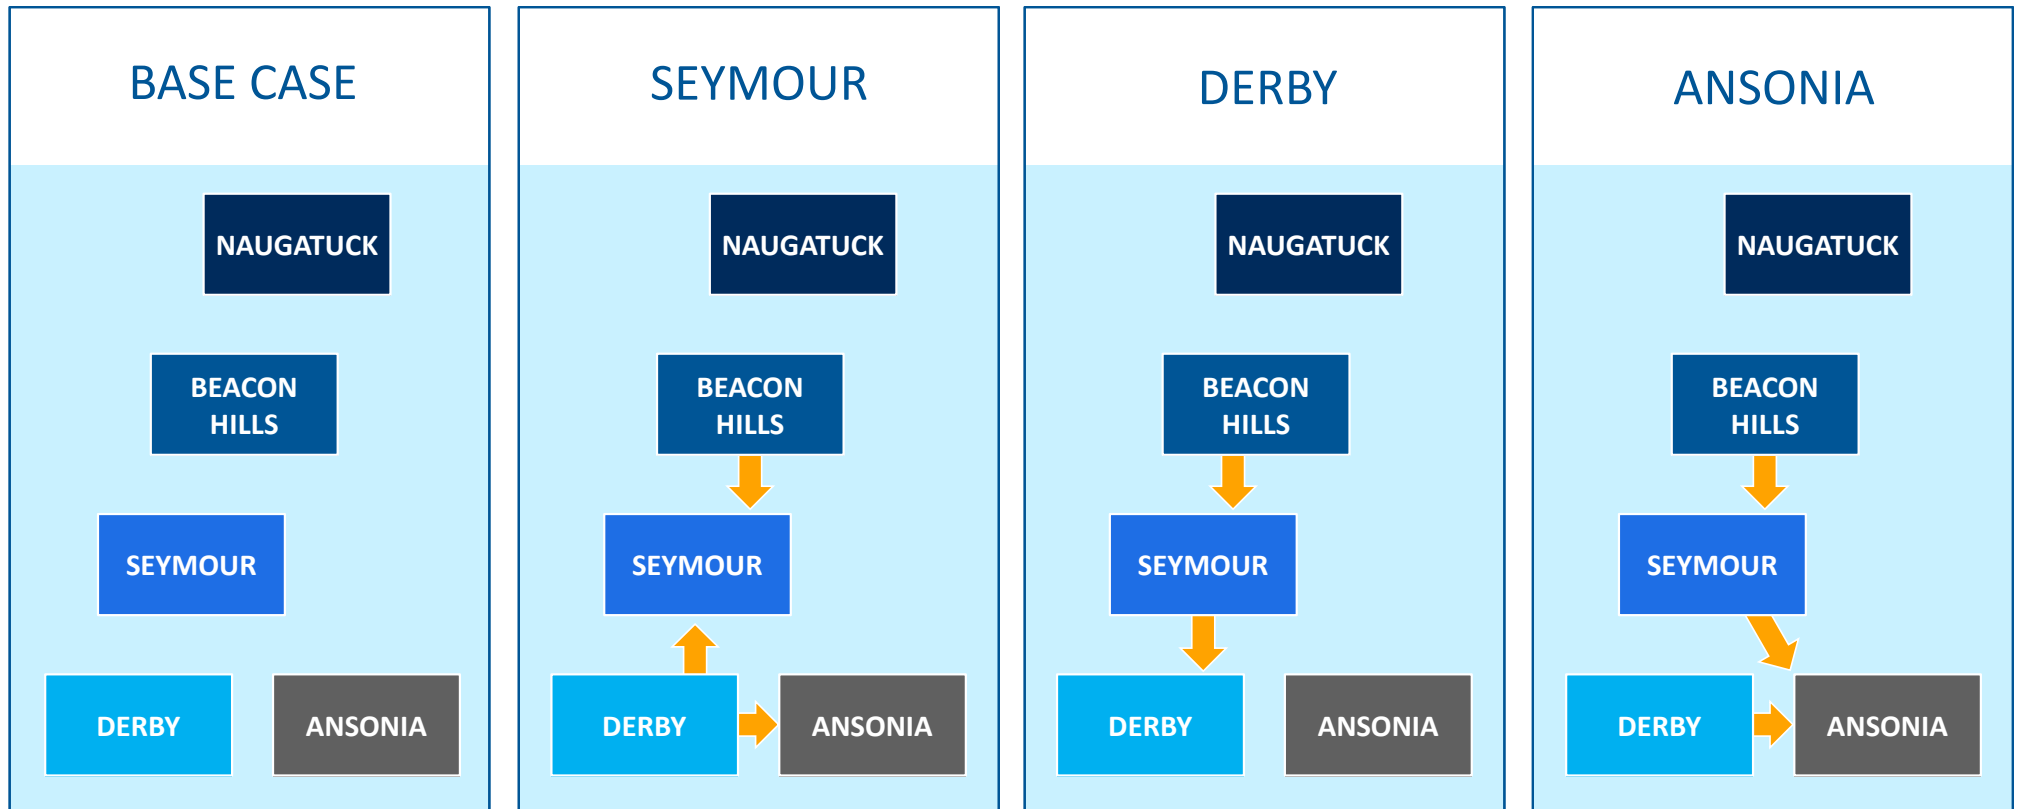 BASE CASE
NAUGATUCK
BEACON
HILLS
SEYMOUR
DERBY
ANSONIA
SEYMOUR
NAUGATUCK
BEACON
HILLS
SEYMOUR
DERBY
ANSONIA
DERBY
NAUGATUCK
BEACON
HILLS
SEYMOUR
DERBY
ANSONIA
ANSONIA
NAUGATUCK
BEACON
HILLS
SEYMOUR
DERBY
ANSONIA